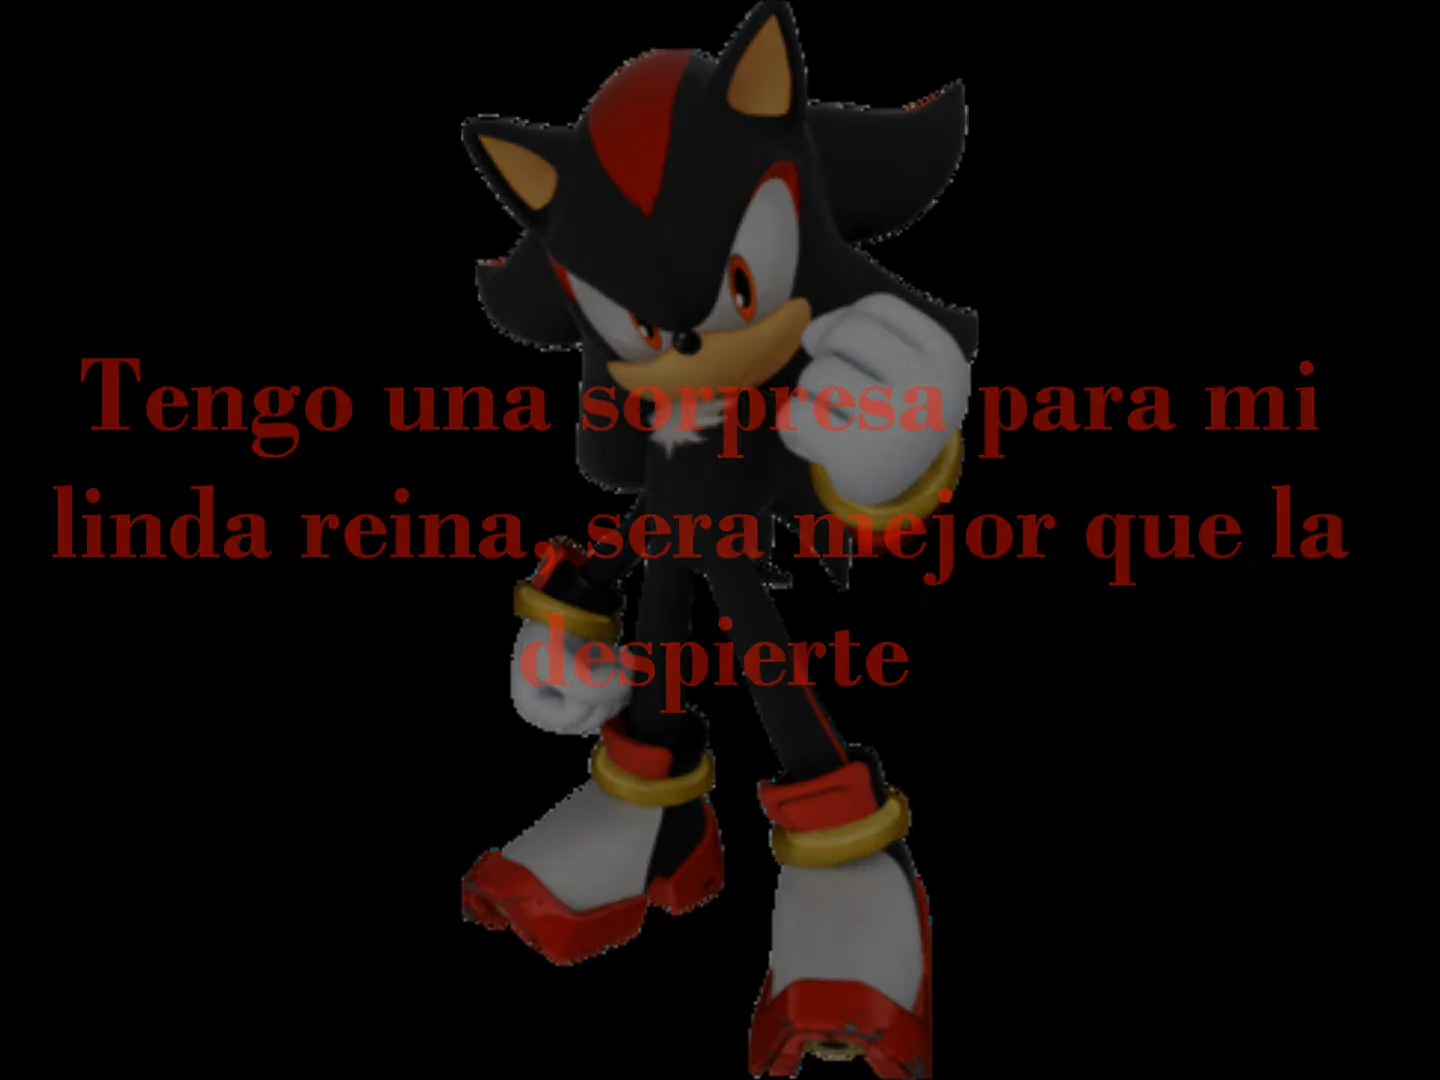 Tengo una sorpresa para mi
linda reina, sera mejor que la
despierte